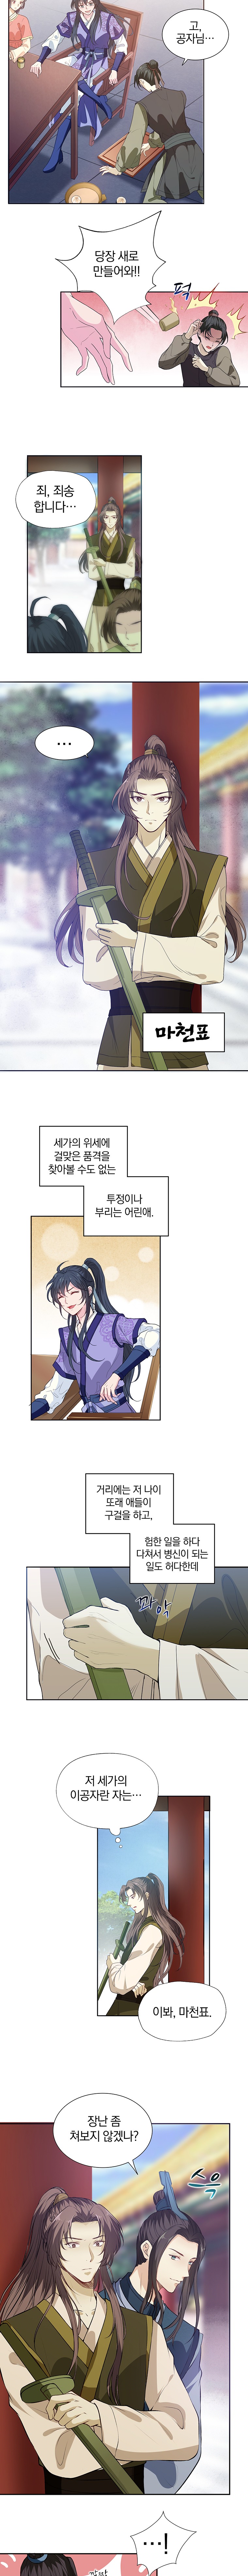 고,
공자님…
당장 새로
만들어와!!
퍽
죄, 죄송
합니다…
…
마천표
세가의 위세에
걸맞은 품격을
찾아볼 수도 없는
투정이나
부리는 어린애.
거리에는 저 나이
또래 애들이
구걸을 하고,
험한 일을 하다
다쳐서 병신이 되는
일도 허다한데
꽈악
저 세가의
이공자란 자는…
이봐, 마천표.
장난 좀
쳐보지 않겠나?
스윽
…!